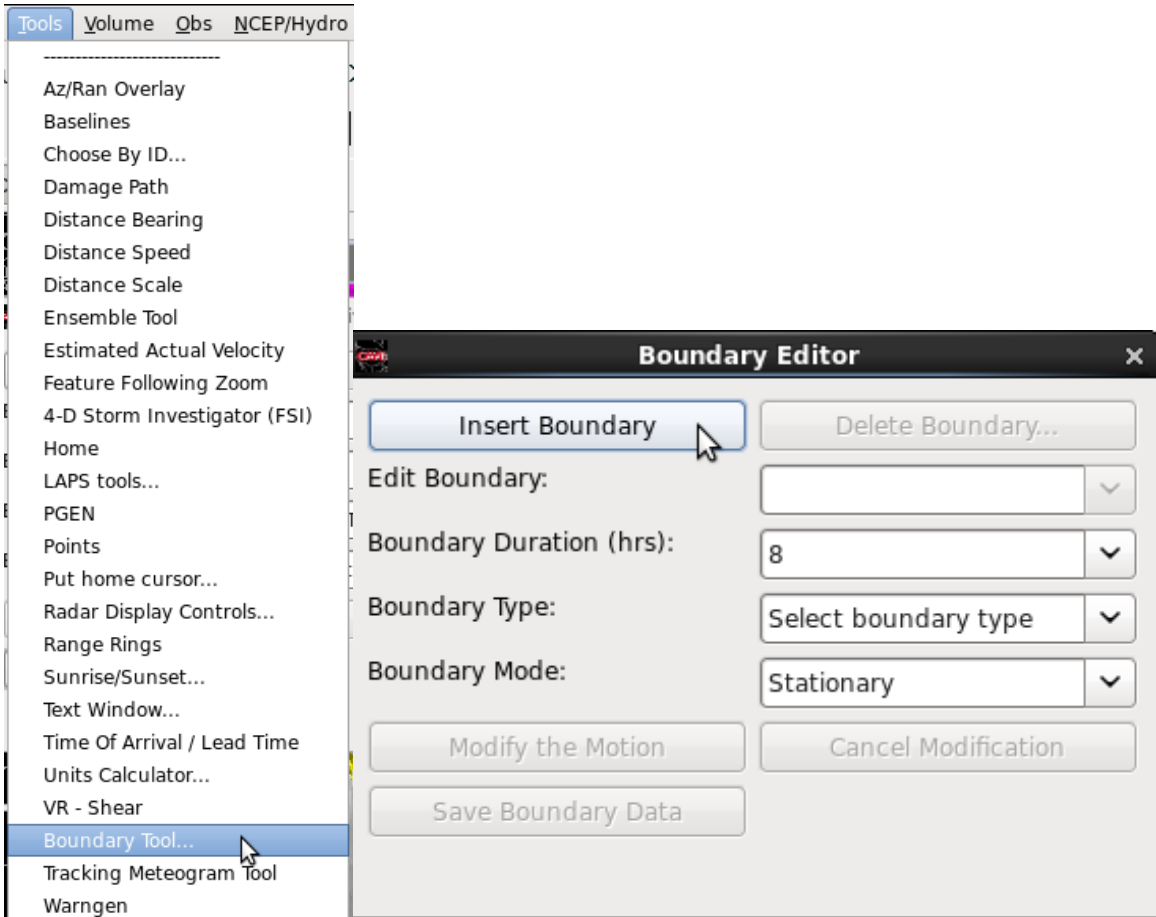 Tools Volume Obs NCEP/Hydro
----------------------------
Az/Ran Overlay
Baselines
Choose By ID...
Damage Path
Distance Bearing
Distance Speed
Distance Scale
Ensemble Tool
Estimated Actual Velocity
Feature Following Zoom
4-D Storm Investigator (FSI)
Home
LAPS tools...
PGEN
Points
Put home cursor...
Radar Display Controls...
Range Rings
Sunrise/Sunset...
Text Window...
Time Of Arrival / Lead Time
Units Calculator...
VR - Shear
Boundary Tool...
Tracking Meteogram Tool
Warngen
CAVE
Boundary Editor
Insert Boundary Delete Boundary...
Edit Boundary:
Boundary Duration (hrs): 8
Boundary Type: Select boundary type
Boundary Mode: Stationary
Modify the Motion Cancel Modification
Save Boundary Data